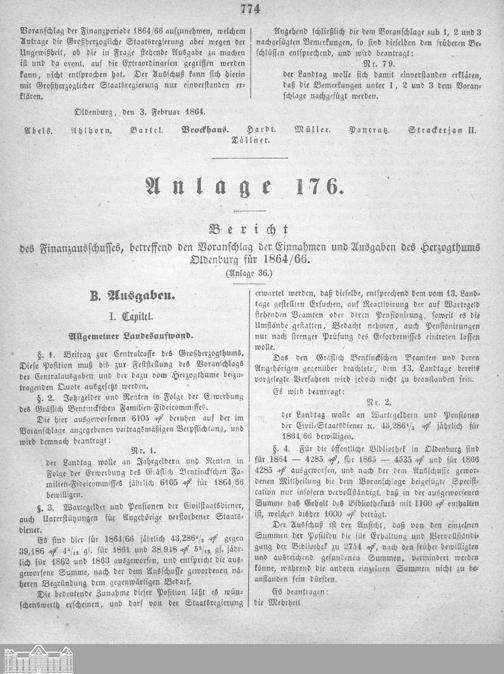 774
Voranschlag der Finanzperiode 1864/66 aufzunehmen, welchem
Antrage die Großherzogliche Staatsregierung aber wegen der
Ungewißheit, ob die in Frage stehende Ausgabe zu machen
ist und da event. auf die Extraordinarien gegriffen werden
kann, nicht entsprochen hat. Der Ausschuß kann sich hierin
mit Großherzoglicher Staatsregierung nur einverstanden er-
klären.
Oldenburg, den 3. Februar 1864.
Angehend schließlich die dem Voranschlage sub 1, 2 und 3
nachgefügten Bemerkungen, so sind dieselben den früheren Be-
schlüssen entsprechend, und wird beantragt:
Nr. 79.
der Landtag wolle sich damit einverstanden erklären,
daß die Bemerkungen unter 1, 2 und 3 dem Voran-
schlage nachgefügt werden.
Abels. Ahlhorn. Bartel. Brockhaus. Hardt. Müller. Pancratz. Strackerjan II.
Töllner.
Anlage 176.
Bericht
des Finanzausschusses, betreffend den Voranschlag der Einnahmen und Ausgaben des Herzogthums
Oldenburg für 1864/66.
(Anlage 36.)
B. Ausgaben.
I. Capitel.
Allgemeiner Landesaufwand.
§. 1. Beitrag zur Centralcasse des Großherzogthums.
Diese Position muß bis zur Feststellung des Voranschlags
der Centralausgaben und der dazu vom Herzogthume beizu-
tragenden Quote ausgesetzt werden.
§. 2. Jahrgelder und Renten in Folge der Erwerbung
des Gräflich Bentinckschen Familien-Fideicommisses.
Die hier ausgeworfenen 6105 ₰ beruhen auf der im
Voranschlage angegebenen vertragsmäßigen Verpflichtung, und
wird demnach beantragt:
Nr. 1.
der Landtag wolle an Jahrgeldern und Renten in
Folge der Erwerbung des Gräflich Bentinckschen Fa-
milien-Fideicommisses jährlich 6105 ₰ für 1864/66
bewilligen.
§. 3. Wartegelder und Pensionen der Civilstaatsdiener,
auch Unterstützungen für Angehörige verstorbener Staats-
diener.
Es sind hier für 1864/66 jährlich 43,286⅓ ₰ gegen
jähr-
lich für 1862 und 1863 ausgeworfen, und entspricht die aus-
geworfene Summe, nach der dem Ausschusse gewordenen nä-
heren Begründung dem gegenwärtigen Bedarf.
Die bedeutende Zunahme dieser Position läßt es wün-
schenswerth erscheinen, und darf von der Staatsregierung
erwartet werden, daß dieselbe, entsprechend dem vom 13. Land-
tage gestellten Ersuchen, auf Reactivirung der auf Wartegeld
stehenden Beamten oder deren Pensionirung, soweit es die
Umstände gestatten, Bedacht nehmen, auch Pensionirungen
nur nach strenger Prüfung des Erfordernisses eintreten lassen
wolle.
Das den Gräflich Bentinckschen Beamten und deren
Angehörigen gegenüber beachtete, dem 13. Landtage bereits
vorgelegte Verfahren wird jedoch nicht zu beanstanden sein.
Es wird beantragt:
Nr. 2.
der Landtag wolle an Wartegeldern und Pensionen
der Civil-Staatsdiener ꝛc. 43,286⅓ ₰ jährlich für
1864/66 bewilligen.
§. 4. Für die öffentliche Bibliothek in Oldenburg sind
für 1864 — 4285 ₰, für 1865 — 4535 ₰ und für 1866
4285 ₰ ausgeworfen, und nach der dem Ausschusse gewor-
denen Mittheilung die dem Voranschlage beigefügte Specifi-
cation nur insofern vervollständigt, daß in der ausgeworfenen
Summe das Gehalt des Bibliothekars mit 1100 ₰ enthalten
ist, welches bisher 1000 ₰ betrug.
Der Ausschuß ist der Ansicht, daß von den einzelnen
Summen der Position die für Erhaltung und Vervollständi-
gung der Bibliothek zu 2754 ₰, nach den früher bewilligten
und ausreichend gefundenen Summen, vermindert werden
könne, während die andern einzelnen Summen nicht zu be-
anstanden sein dürften.
Es beantragen:
die Mehrheit